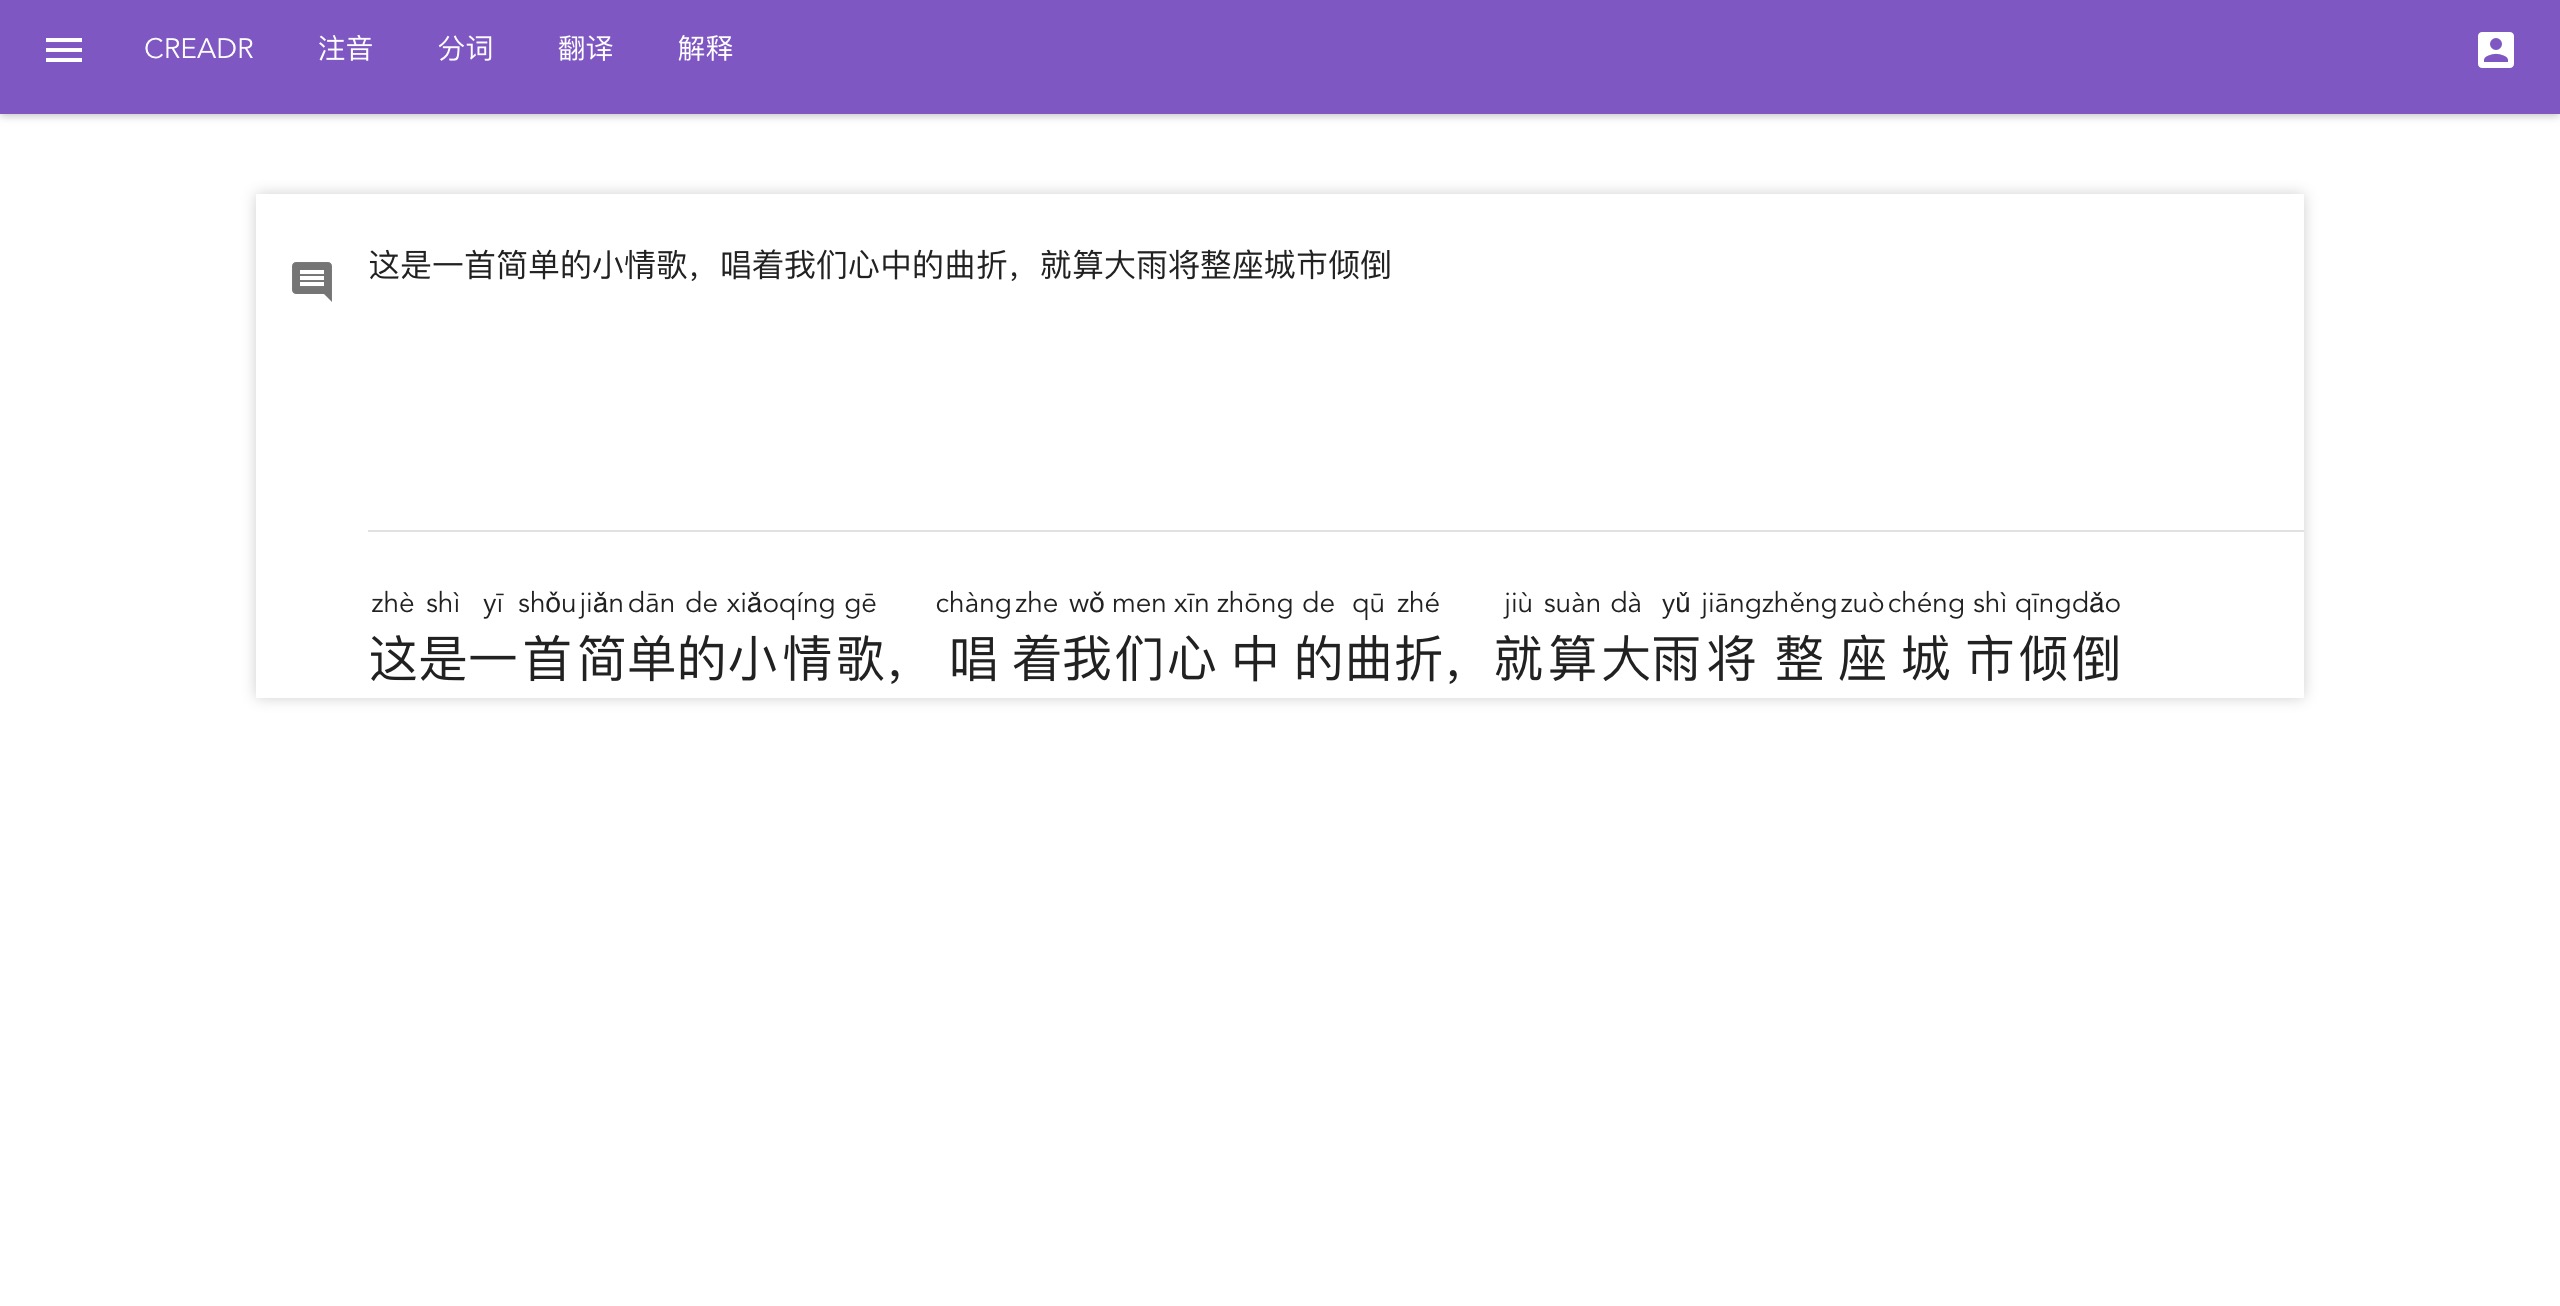 CREADR 注音 分词 翻译 解释
这是一首简单的小情歌，唱着我们心中的曲折，就算大雨将整座城市倾倒
zhè shì yī shǒu jiǎn dān de xiǎo qíng gē chàng zhe wǒ men xīn zhōng de qū zhé jiù suàn dà yǔ jiāng zhěng zuò chéng shì qīng dǎo
这是一首简单的小情歌，唱着我们心中的曲折，就算大雨将整座城市倾倒